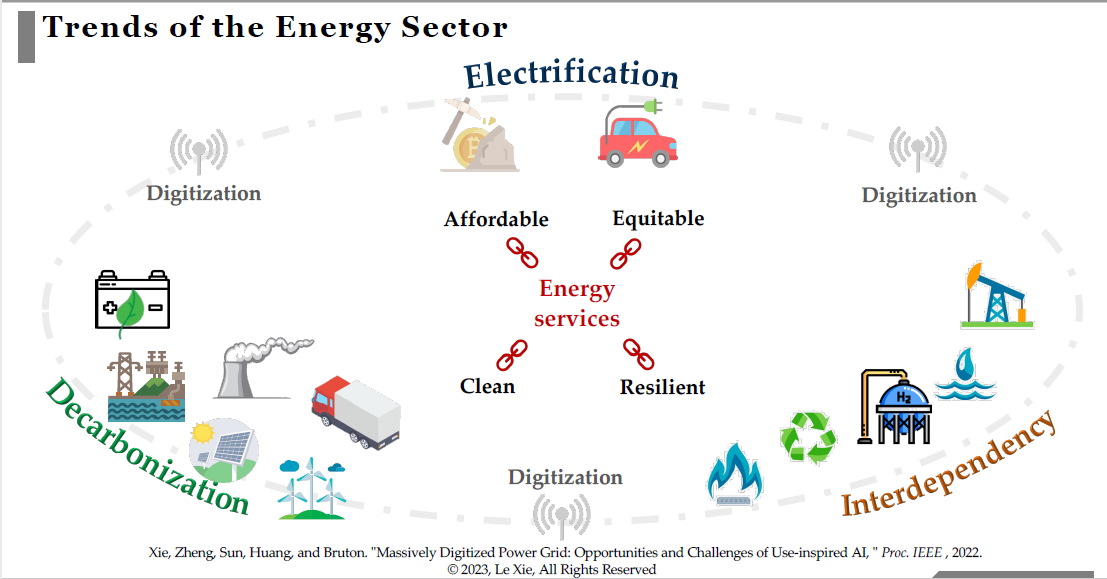 Trends of the Energy Sector
Electrification
Digitization
Digitization
Affordable
Equitable
Energy
services
Clean
Resilient
H₂
Decarbonization
Digitization
Interdependency
Xie, Zheng, Sun, Huang, and Bruton. "Massively Digitized Power Grid: Opportunities and Challenges of Use-inspired AI, " Proc. IEEE , 2022.
© 2023, Le Xie, All Rights Reserved